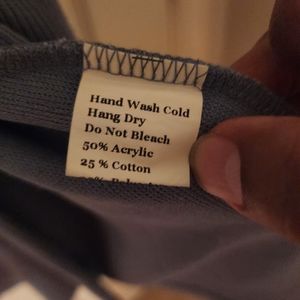 Hand Wash Cold
Hang Dry
Do Not Bleach
50% Acrylic
25 % Cotton